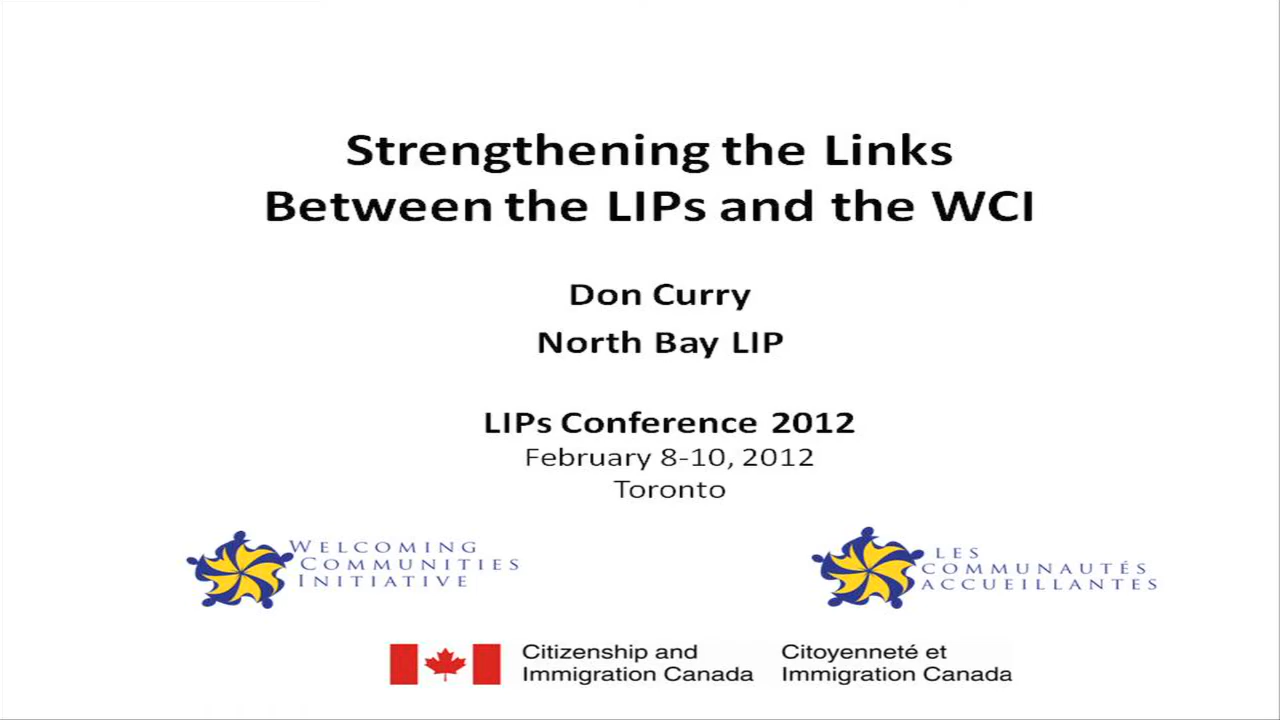 Strengthening the Links
Between the LIPs and the WCI
Don Curry
North Bay LIP
LIPs Conference 2012
February 8-10, 2012
Toronto
WELCOMING
COMMUNITIES
INITIATIVE
LES
COMMUNAUTÉS
ACCUEILLANTES
Citizenship and
Immigration Canada
Citoyenneté et
Immigration Canada